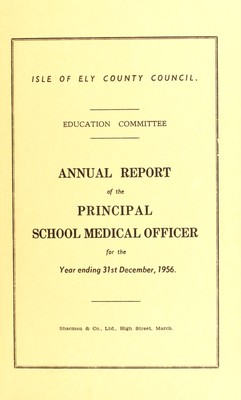 ISLE OF ELY COUNTY COUNCIL.
EDUCATION COMMITTEE
ANNUAL REPORT
of the
PRINCIPAL
SCHOOL MEDICAL OFFICER
for the
Year ending 31st December, 1956.
Sharman & Co., Ltd., High Street, March.